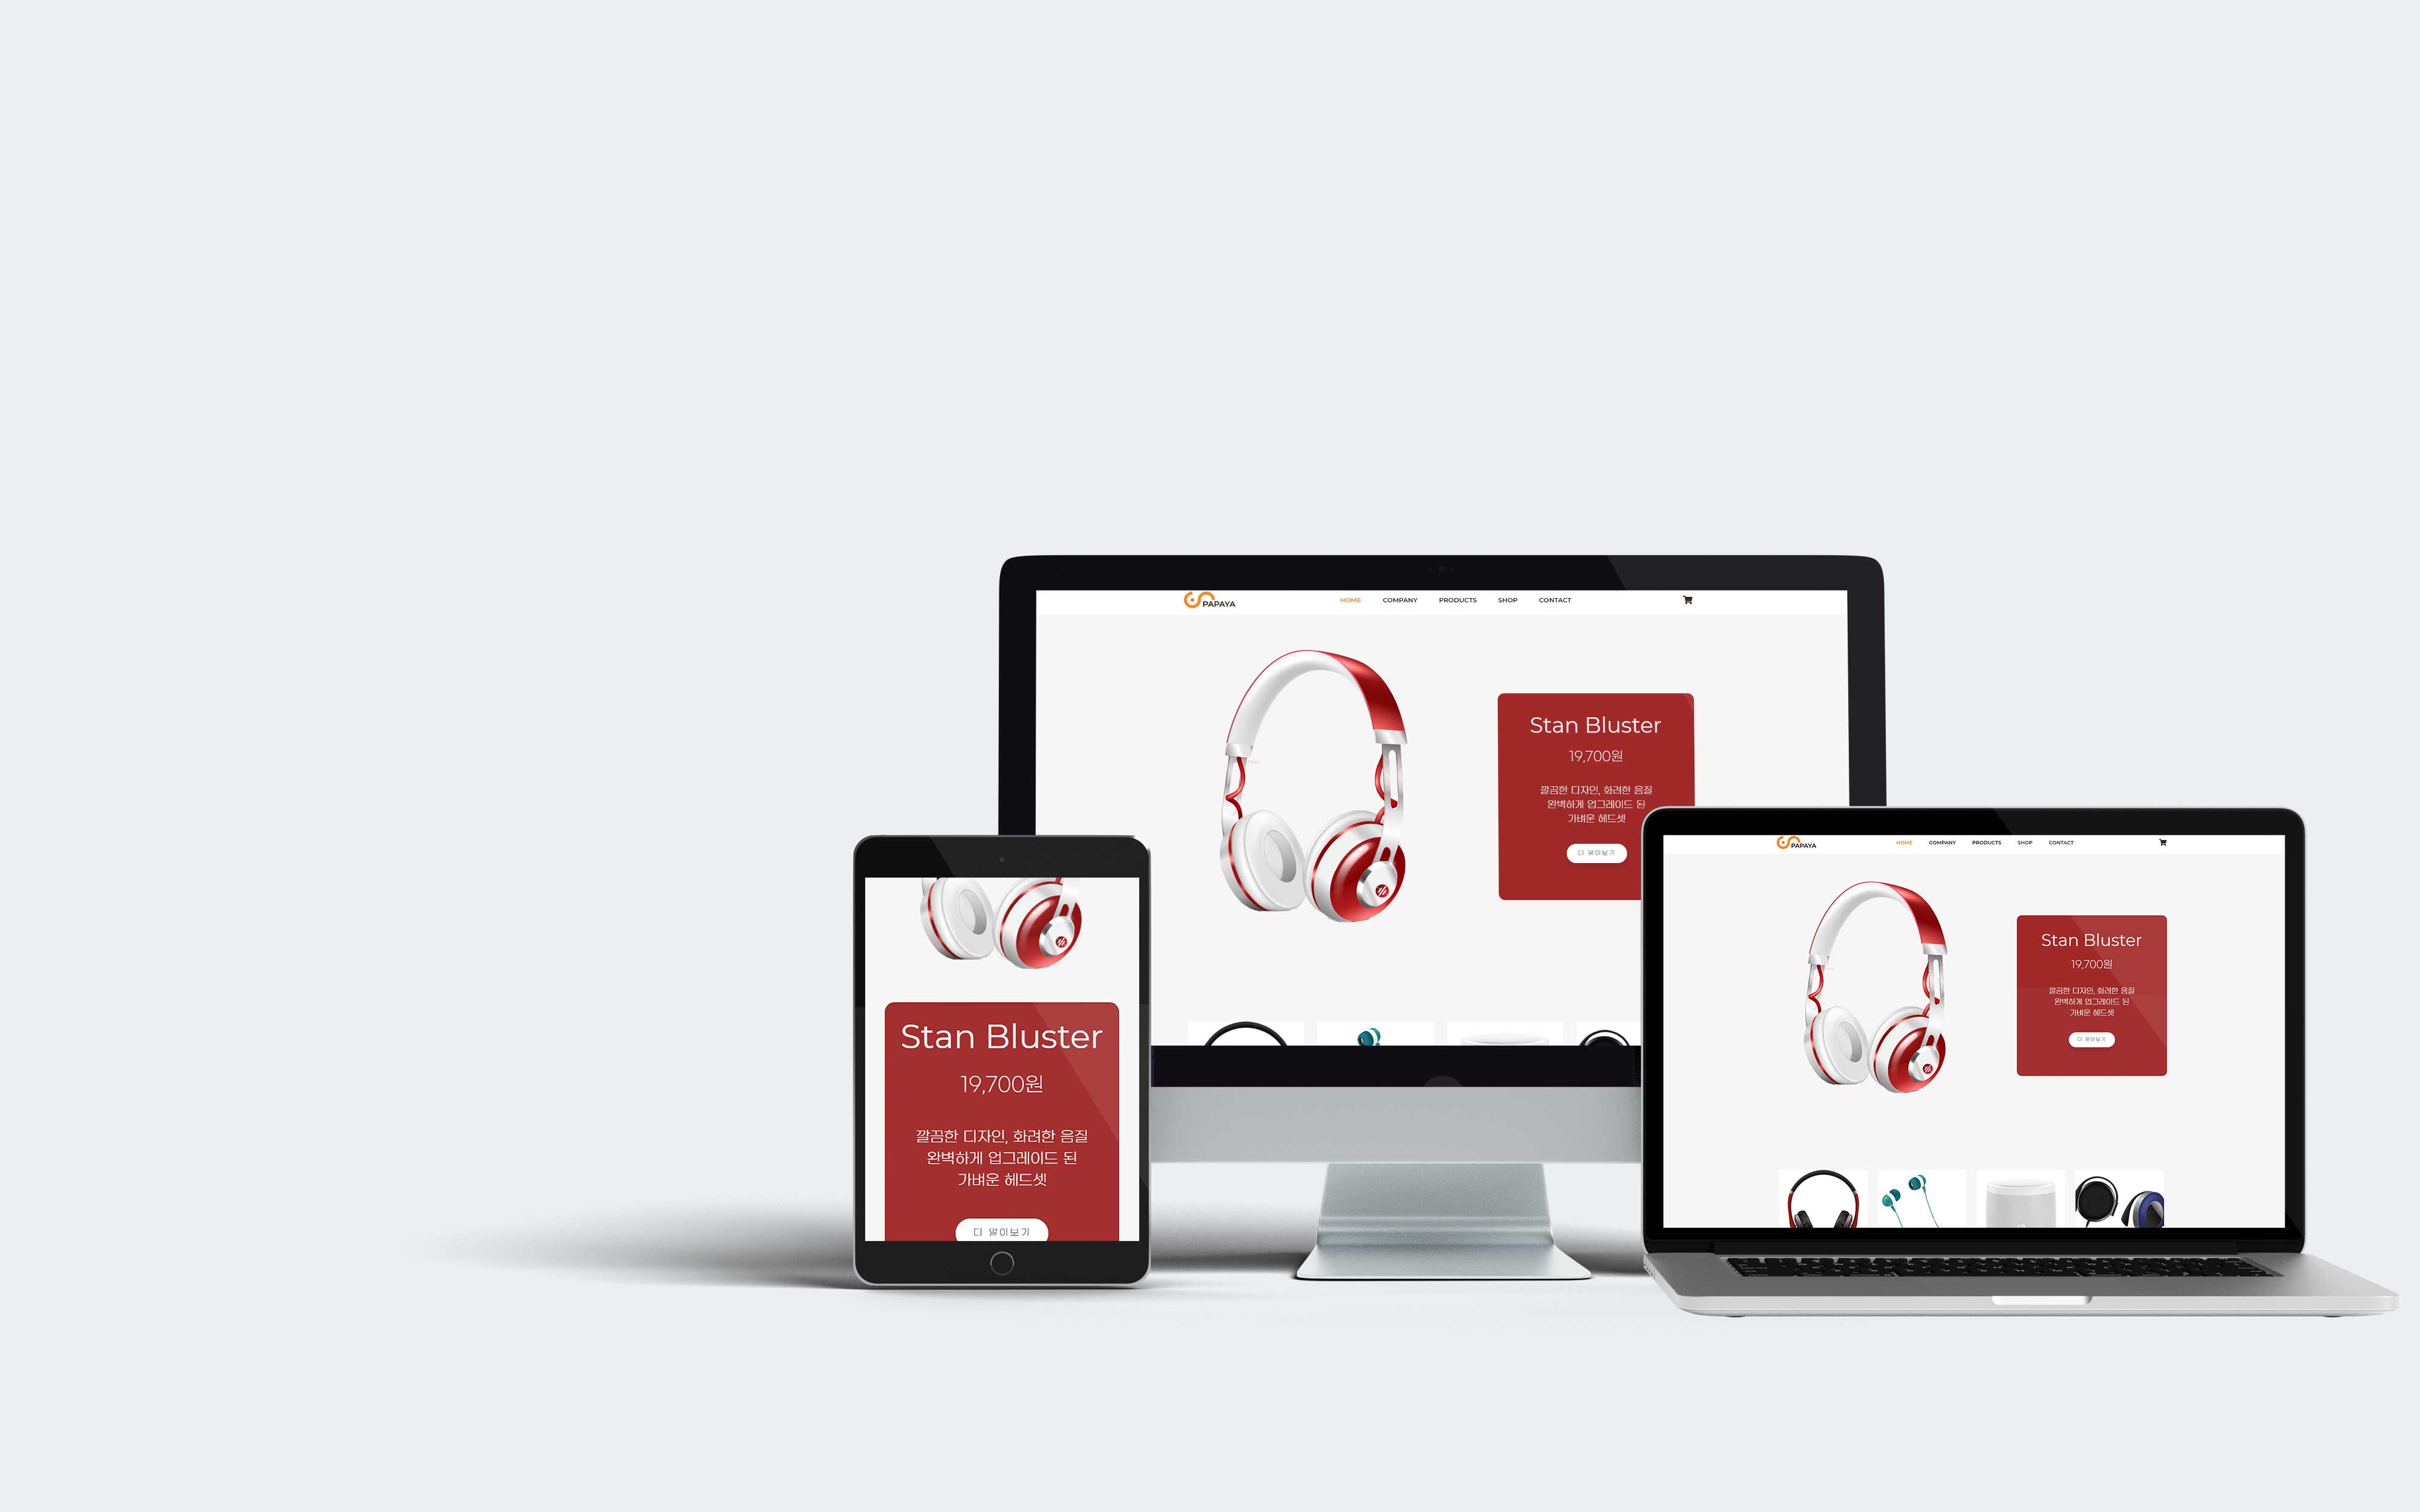 PAPAYA
HOME COMPANY PRODUCTS SHOP CONTACT
Stan Bluster
19,700원
깔끔한 디자인, 화려한 음질
완벽하게 업그레이드 된
가벼운 헤드셋
더 알아보기
PAPAYA
HOME COMPANY PRODUCTS SHOP CONTACT
Stan Bluster
19,700원
깔끔한 디자인, 화려한 음질
완벽하게 업그레이드 된
가벼운 헤드셋
더 알아보기
Stan Bluster
19,700원
깔끔한 디자인, 화려한 음질
완벽하게 업그레이드 된
가벼운 헤드셋
더 알아보기